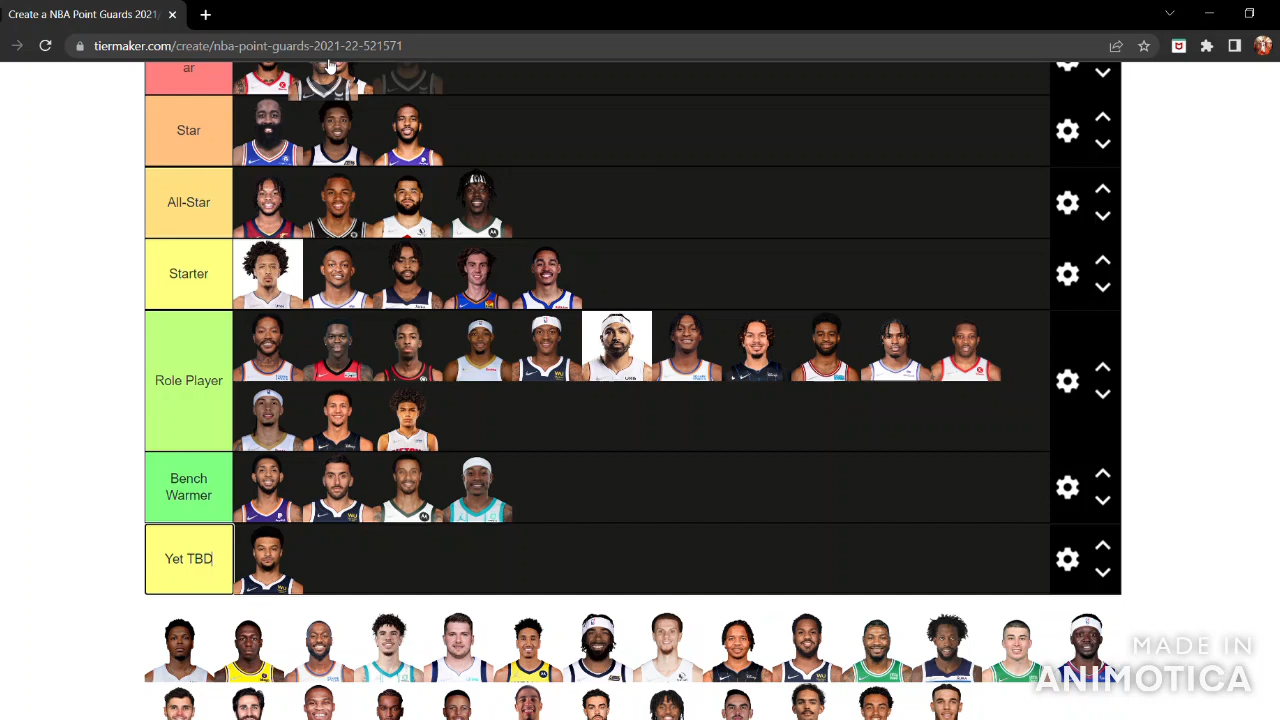 Create a NBA Point Guards 2021/
tiermaker.com/create/nba-point-guards-2021-22-521571
ar
Star
All-Star
Starter
Role Player
Bench
Warmer
Yet TBD
MADE IN
ANIMOTICA